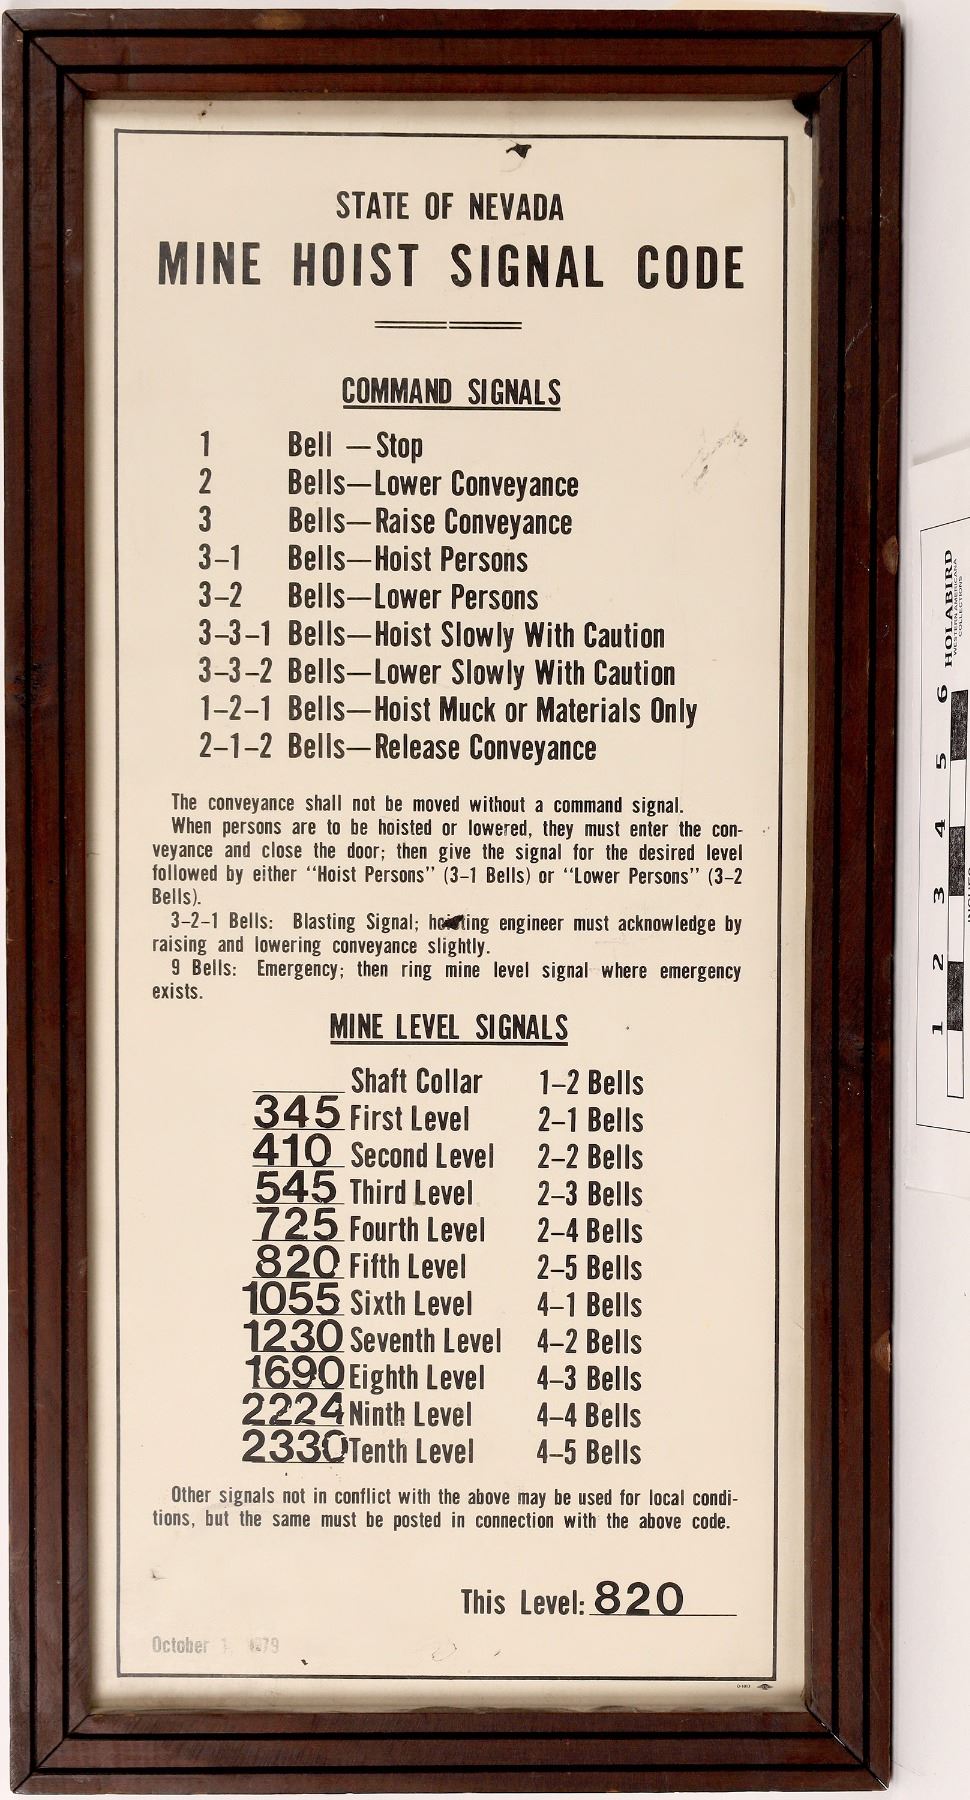 STATE OF NEVADA
MINE HOIST SIGNAL CODE
COMMAND SIGNALS
1 Bell — Stop
2 Bells—Lower Conveyance
3 Bells—Raise Conveyance
3-1 Bells—Hoist Persons
3-2 Bells—Lower Persons
3-3-1 Bells—Hoist Slowly With Caution
3-3-2 Bells—Lower Slowly With Caution
1-2-1 Bells—Hoist Muck or Materials Only
2-1-2 Bells—Release Conveyance
The conveyance shall not be moved without a command signal.
When persons are to be hoisted or lowered, they must enter the con-
veyance and close the door; then give the signal for the desired level
followed by either “Hoist Persons” (3-1 Bells) or “Lower Persons” (3-2
Bells).
3-2-1 Bells: Blasting Signal; hoisting engineer must acknowledge by
raising and lowering conveyance slightly.
9 Bells: Emergency; then ring mine level signal where emergency
exists.
MINE LEVEL SIGNALS
Shaft Collar 1-2 Bells
345 First Level 2-1 Bells
410 Second Level 2-2 Bells
545 Third Level 2-3 Bells
725 Fourth Level 2-4 Bells
820 Fifth Level 2-5 Bells
1055 Sixth Level 4-1 Bells
1230 Seventh Level 4-2 Bells
1690 Eighth Level 4-3 Bells
2224 Ninth Level 4-4 Bells
2330 Tenth Level 4-5 Bells
Other signals not in conflict with the above may be used for local condi-
tions, but the same must be posted in connection with the above code.
This Level: 820
October 1, 1979
HOLABIRD
WESTERN AMERICANA
COLLECTIONS
1 2 3 4 5 6
INCHES